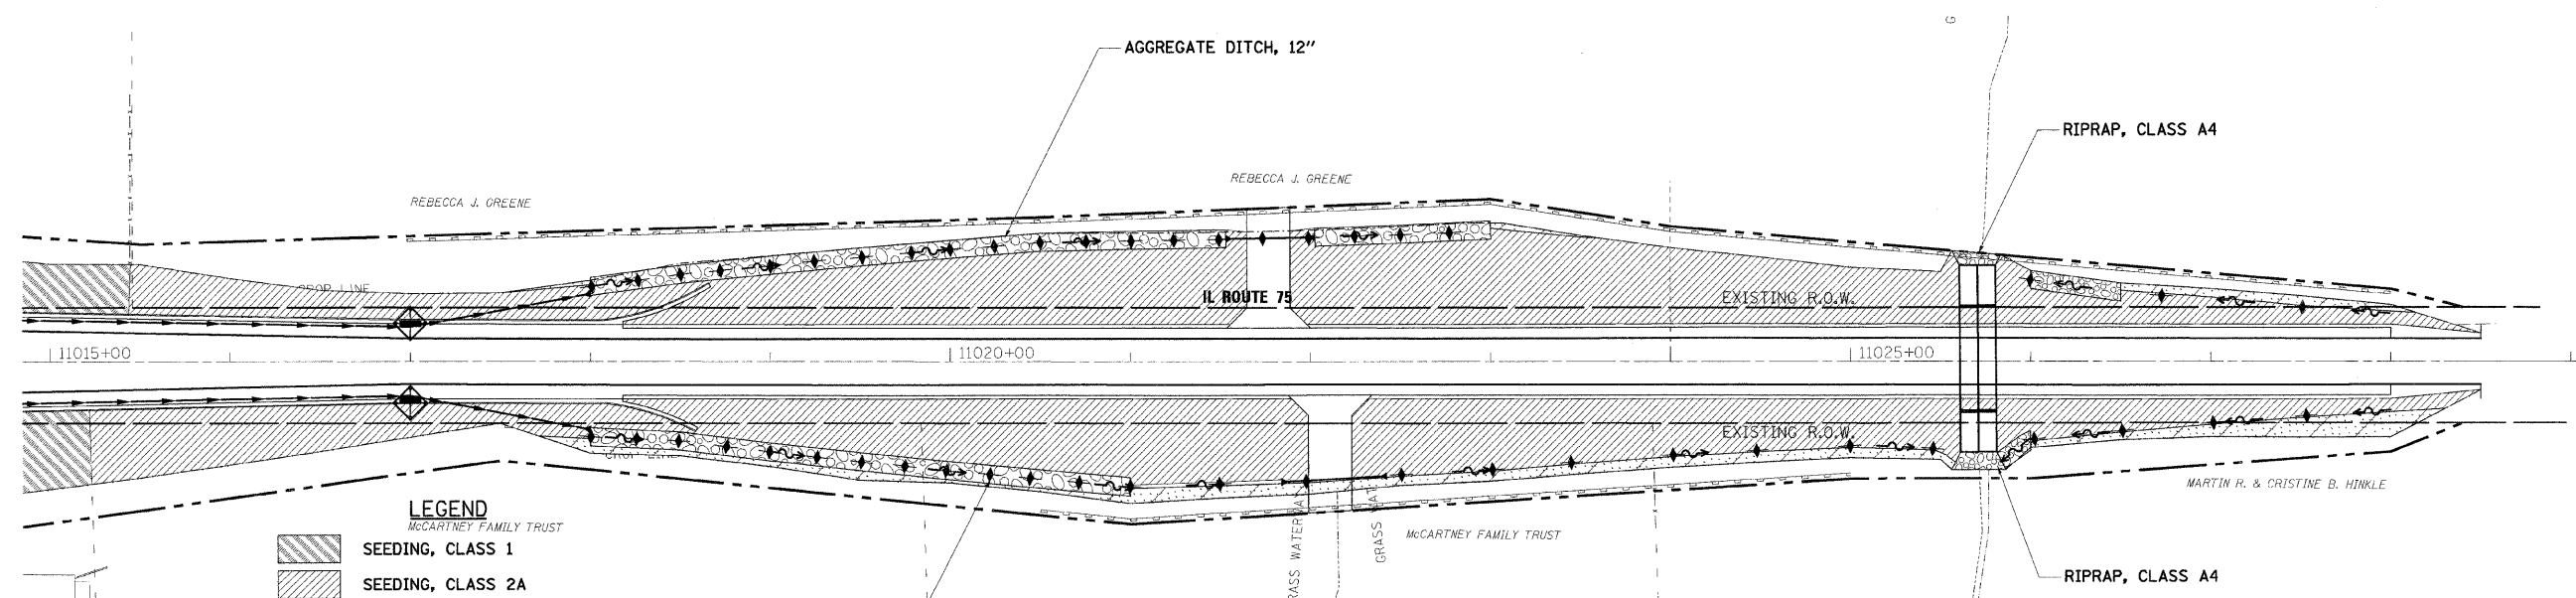 G
AGGREGATE DITCH, 12"
RIPRAP, CLASS A4
REBECCA J. GREENE
REBECCA J. GREENE
IL ROUTE 75
EXISTING R.O.W.
11015+00
11020+00
11025+00
EXISTING R.O.W.
MARTIN R. & CRISTINE B. HINKLE
LEGEND
McCARTNEY FAMILY TRUST
McCARTNEY FAMILY TRUST
GRASS
SEEDING, CLASS 1
SEEDING, CLASS 2A
RIPRAP, CLASS A4